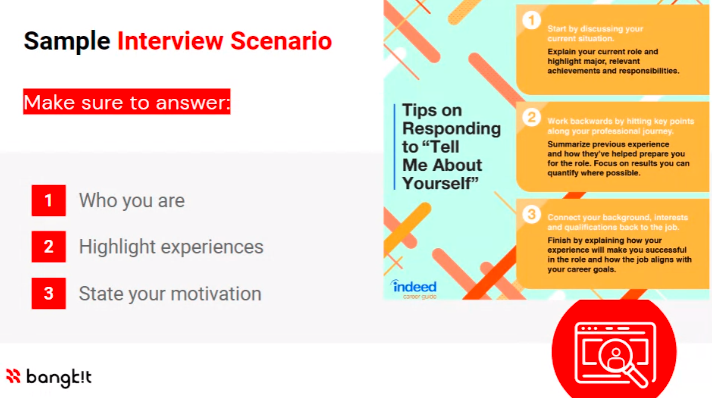 Sample Interview Scenario
Make sure to answer:
1 Who you are
2 Highlight experiences
3 State your motivation
bangk!t
Tips on
Responding
to “Tell
Me About
Yourself”
indeed
career guide
1
Start by discussing your
current situation.
Explain your current role and
highlight major, relevant
achievements and responsibilities.
2
Work backwards by hitting key points
along your professional journey.
Summarize previous experience
and how they've helped prepare you
for the role. Focus on results you can
quantify where possible.
3
Connect your background, interests
and qualifications back to the job.
Finish by explaining how your
experience will make you successful
in the role and how the job aligns with
your career goals.